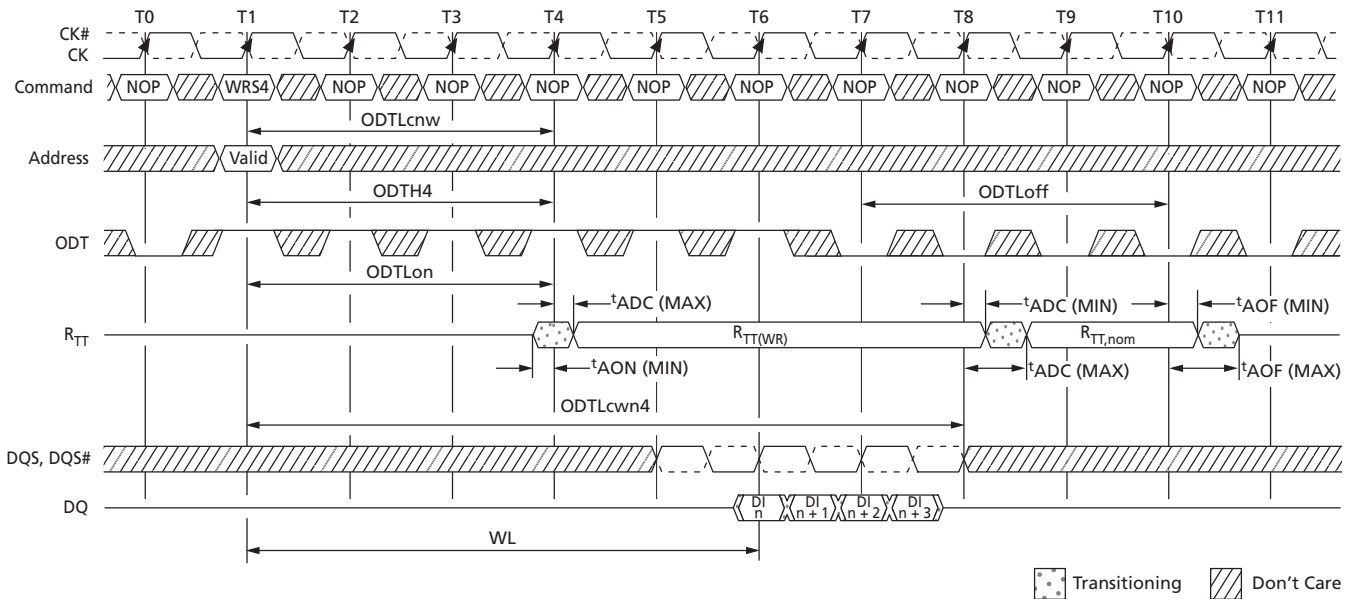 T0 T1 T2 T3 T4 T5 T6 T7 T8 T9 T10 T11
CK#
CK
Command NOP WRS4 NOP NOP NOP NOP NOP NOP NOP NOP NOP NOP
ODTLcnw
Address Valid
ODTH4 ODTLoff
ODT
ODTLon
tADC (MAX) tADC (MIN) tAOF (MIN)
RTT RTT(WR) RTT,nom
tAON (MIN) tADC (MAX) tAOF (MAX)
ODTLcwn4
DQS, DQS#
DQ DI n DI n + 1 DI n + 2 DI n + 3
WL
Transitioning Don't Care